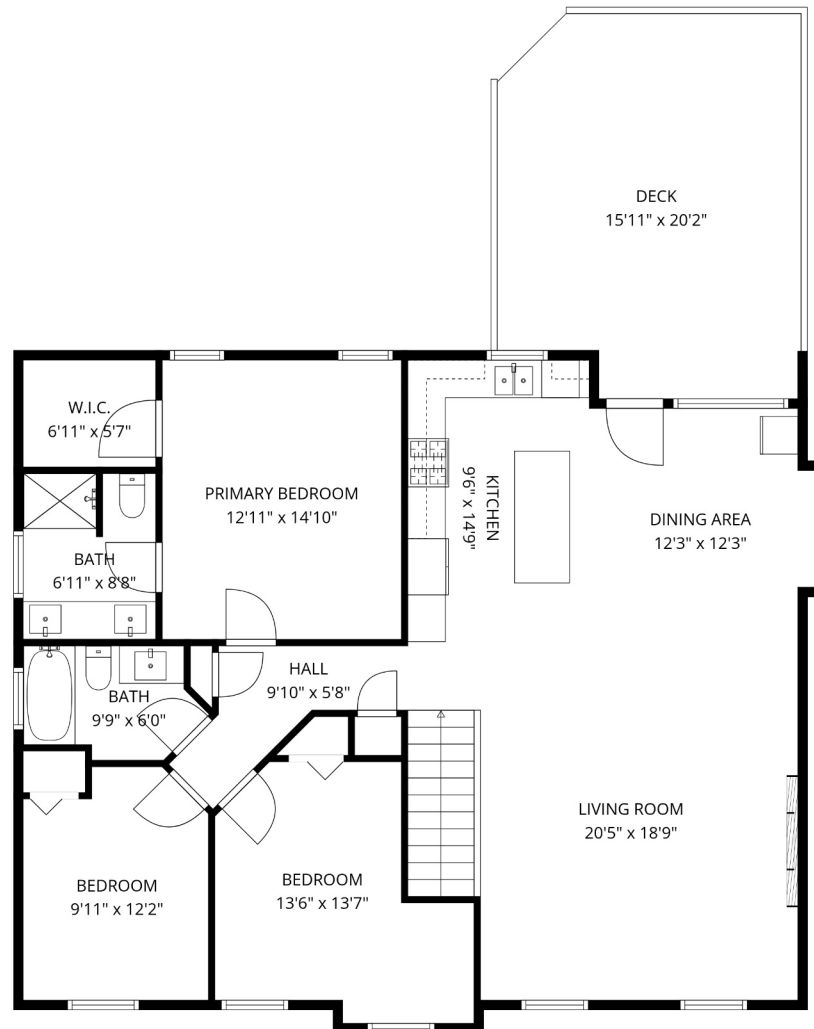 DECK
15'11" x 20'2"
W.I.C.
6'11" x 5'7"
PRIMARY BEDROOM
12'11" x 14'10"
KITCHEN
9'6" x 14'9"
DINING AREA
12'3" x 12'3"
BATH
6'11" x 8'8"
HALL
9'10" x 5'8"
BATH
9'9" x 6'0"
LIVING ROOM
20'5" x 18'9"
BEDROOM
9'11" x 12'2"
BEDROOM
13'6" x 13'7"